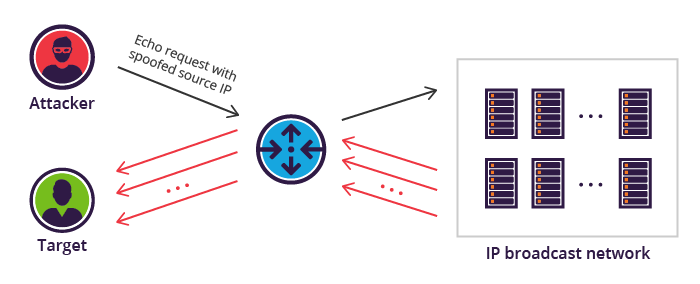 Echo request with
spoofed source IP
Attacker
Target
IP broadcast network